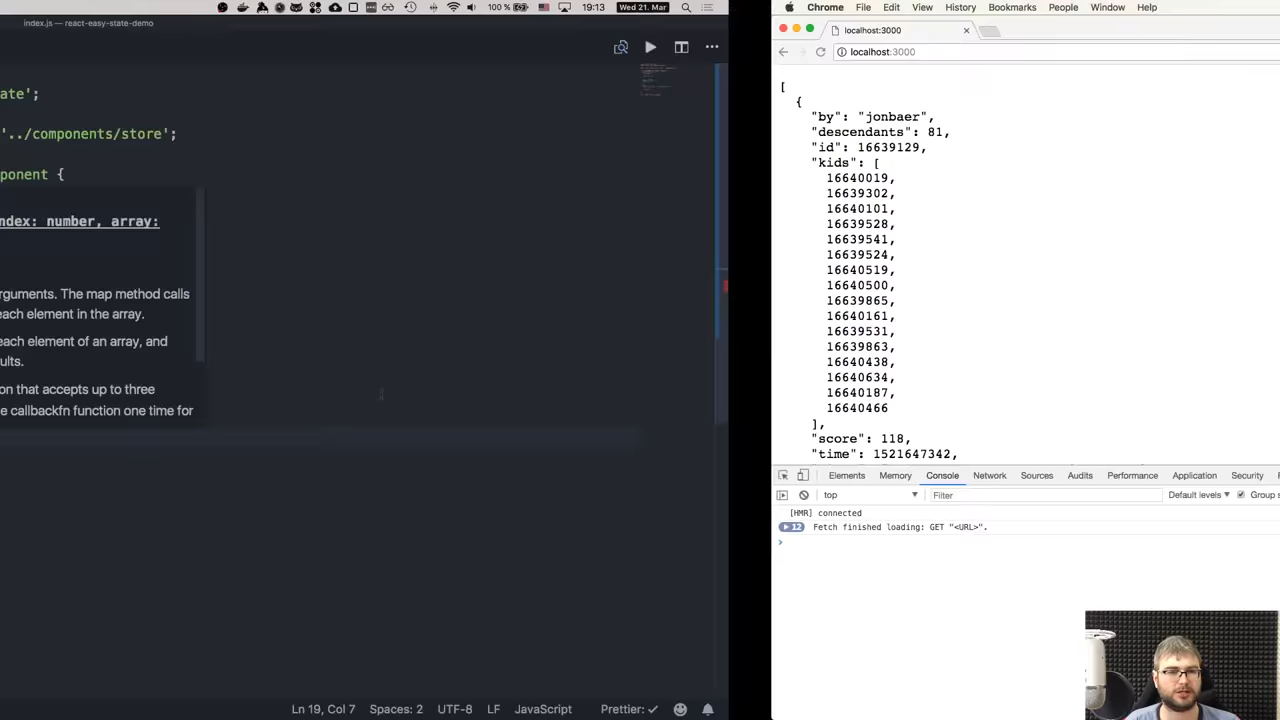 100 %
19:13
Wed 21. Mar
index.js — react-easy-state-demo
ate';
'../components/store';
ponent {
ndex: number, array:
rguments. The map method calls
each element in the array.
each element of an array, and
ults.
on that accepts up to three
e callbackfn function one time for
Ln 19, Col 7
Spaces: 2
UTF-8
LF
JavaScript
Prettier: ✓
Chrome File Edit View History Bookmarks People Window Help
localhost:3000
localhost:3000
[
{
"by": "jonbaer",
"descendants": 81,
"id": 16639129,
"kids": [
16640019,
16639302,
16640101,
16639528,
16639541,
16639524,
16640519,
16640500,
16639865,
16640161,
16639531,
16639863,
16640438,
16640634,
16640187,
16640466
],
"score": 118,
"time": 1521647342,
Elements Memory Console Network Sources Audits Performance Application Security
top
Filter
Default levels
Group s
[HMR] connected
12 Fetch finished loading: GET "<URL>".